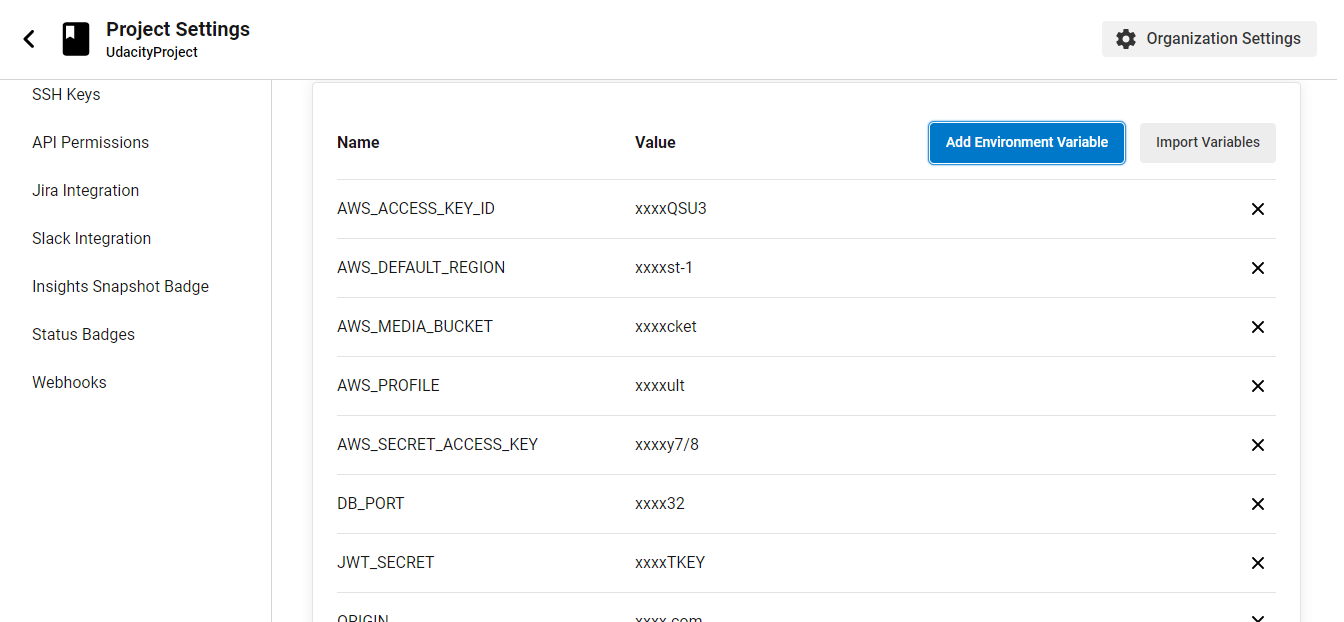 Project Settings
UdacityProject
Organization Settings
SSH Keys
API Permissions
Jira Integration
Slack Integration
Insights Snapshot Badge
Status Badges
Webhooks
Name Value Add Environment Variable Import Variables
AWS_ACCESS_KEY_ID xxxxQSU3
AWS_DEFAULT_REGION xxxxst-1
AWS_MEDIA_BUCKET xxxxcket
AWS_PROFILE xxxxult
AWS_SECRET_ACCESS_KEY xxxxy7/8
DB_PORT xxxx32
JWT_SECRET xxxxTKEY
ORIGIN xxxx.com